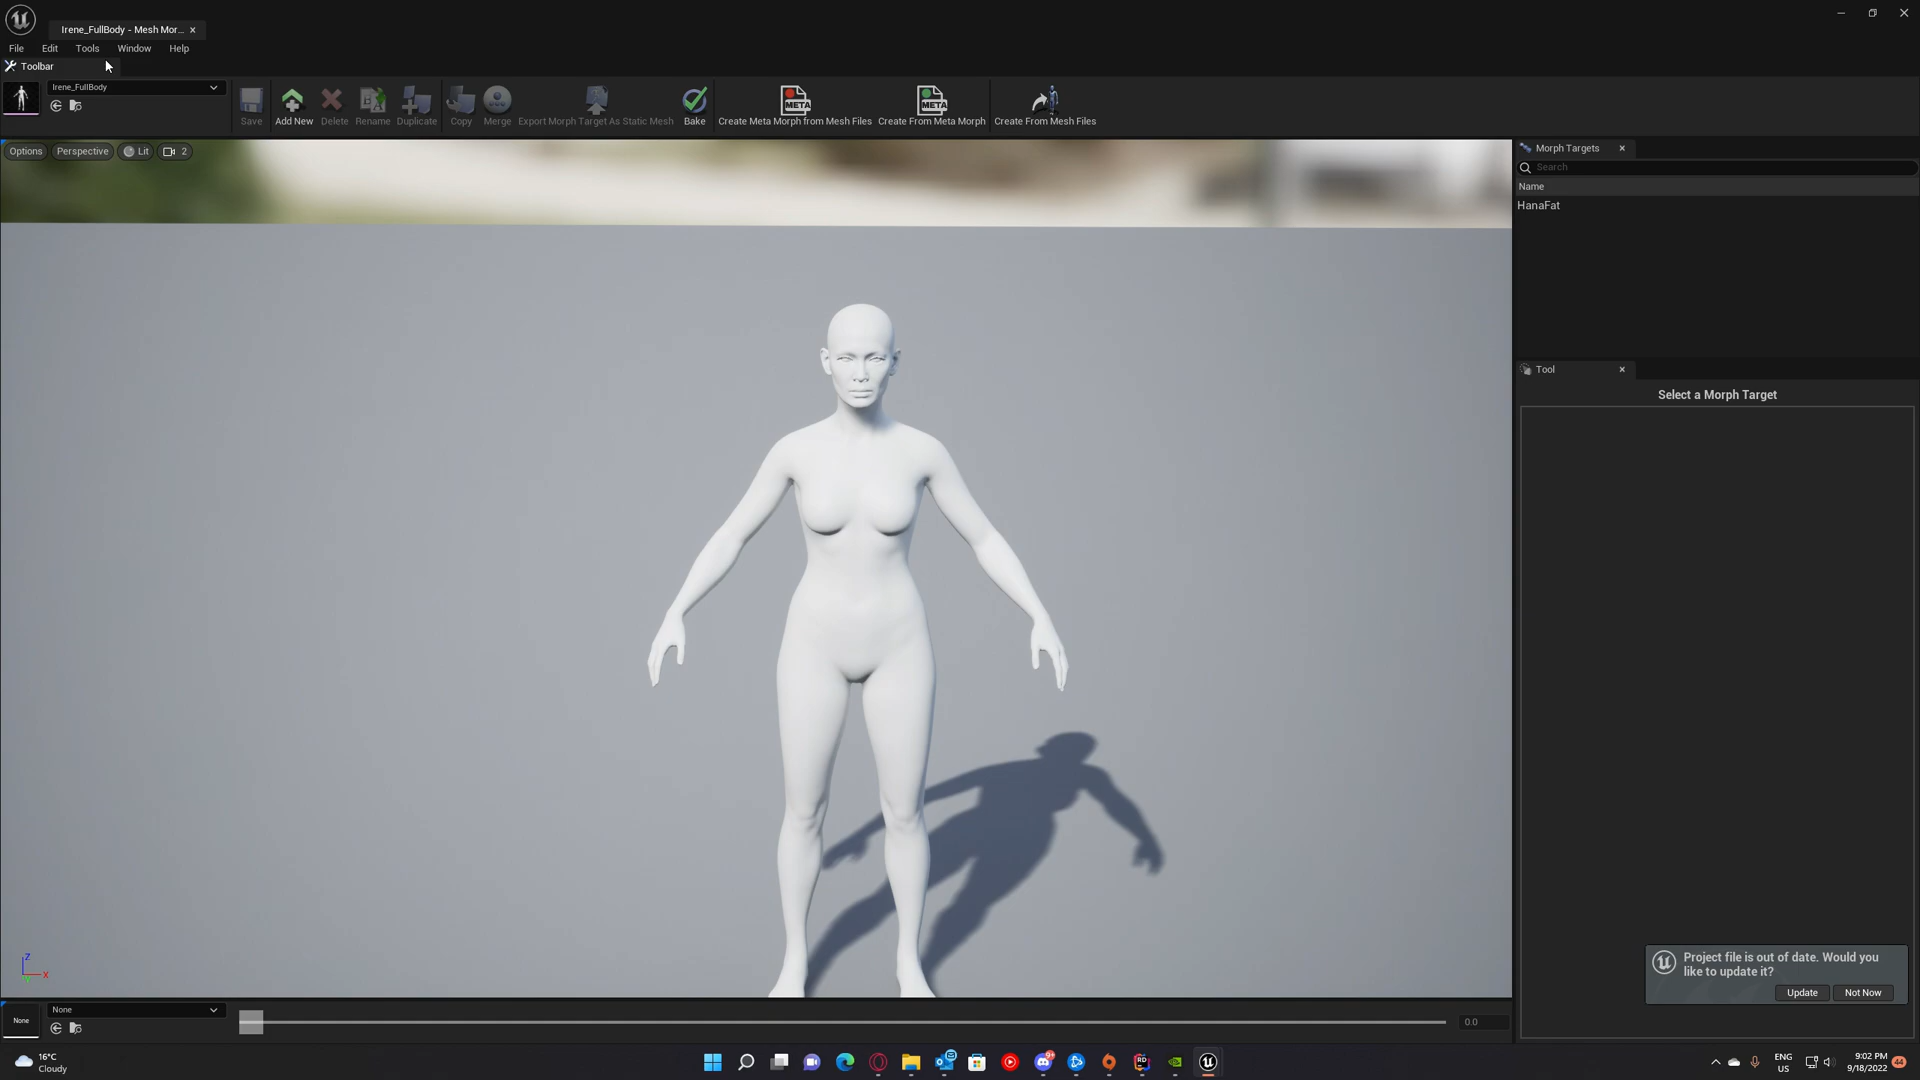 Irene_FullBody - Mesh Mor...
File Edit Tools Window Help
Toolbar
Irene_FullBody
Save Add New Delete Rename Duplicate Copy Merge Export Morph Target As Static Mesh Bake
META
Create Meta Morph from Mesh Files
META
Create From Meta Morph
Create From Mesh Files
Options Perspective Lit 2
Morph Targets
Search
Name
HanaFat
Tool
Select a Morph Target
Z
X
Project file is out of date. Would you
like to update it?
Update Not Now
None
None
0.0
16°C
Cloudy
RD
ENG
US
9:02 PM
9/18/2022
44